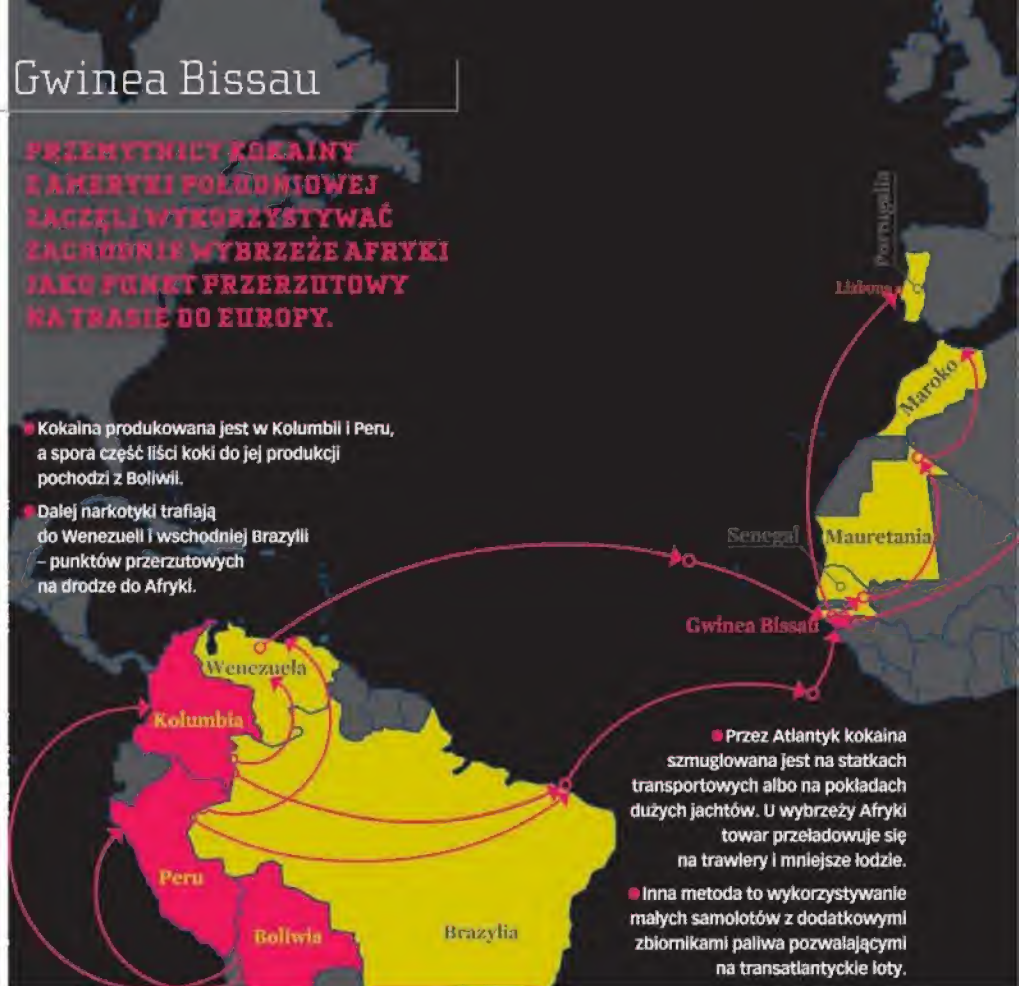 Gwinea Bissau
PRZEMYTNICY KOKAINY
Z AMERYKI POŁUDNIOWEJ
ZACZĘLI WYKORZYSTYWAĆ
ZACHODNIE WYBRZEŻE AFRYKI
JAKO PUNKT PRZERZUTOWY
NA TRASIE DO EUROPY.
Kokaina produkowana jest w Kolumbii i Peru,
a spora część liści koki do jej produkcji
pochodzi z Boliwii.
Dalej narkotyki trafiają
do Wenezueli i wschodniej Brazylii
– punktów przerzutowych
na drodze do Afryki.
Portugalia
Lizbona
Maroko
Senegal
Mauretania
Gwinea Bissau
Wenezuela
Kolumbia
Peru
Boliwia
Brazylia
Przez Atlantyk kokaina
szmuglowana jest na statkach
transportowych albo na pokładach
dużych jachtów. U wybrzeży Afryki
towar przeładowuje się
na trawlery i mniejsze łodzie.
Inna metoda to wykorzystywanie
małych samolotów z dodatkowymi
zbiornikami paliwa pozwalającymi
na transatlantyckie loty.